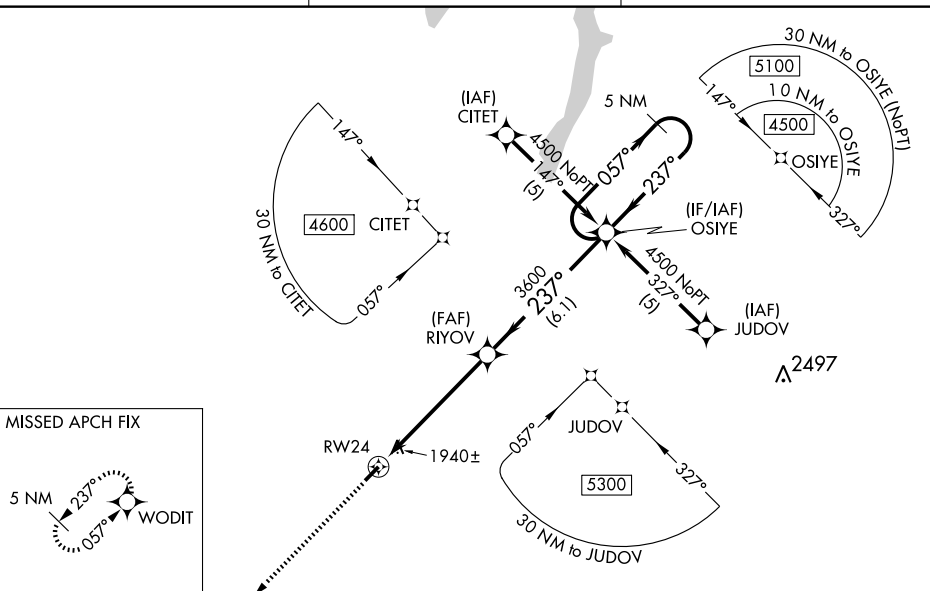 30 NM to OSIYE (NoPT)
5100
10 NM to OSIYE
4500
147°
OSIYE
327°
(IAF)
CITET
5 NM
4500 NoPT
147°
(5)
057°
237°
(IF/IAF)
OSIYE
147°
4600
CITET
30 NM to CITET
057°
4500 NoPT
327°
(5)
3600
237°
(6.1)
(IAF)
JUDOV
(FAF)
RIYOV
2497
JUDOV
057°
327°
5300
30 NM to JUDOV
RW24
1940±
MISSED APCH FIX
5 NM
237°
057°
WODIT